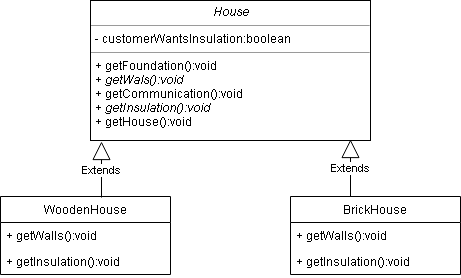 House
- customerWantsInsulation:boolean
+ getFoundation():void
+ getWals():void
+ getCommunication():void
+ getInsulation():void
+ getHouse():void
Extends
Extends
WoodenHouse
+ getWalls():void
+ getInsulation():void
BrickHouse
+ getWalls():void
+ getInsulation():void